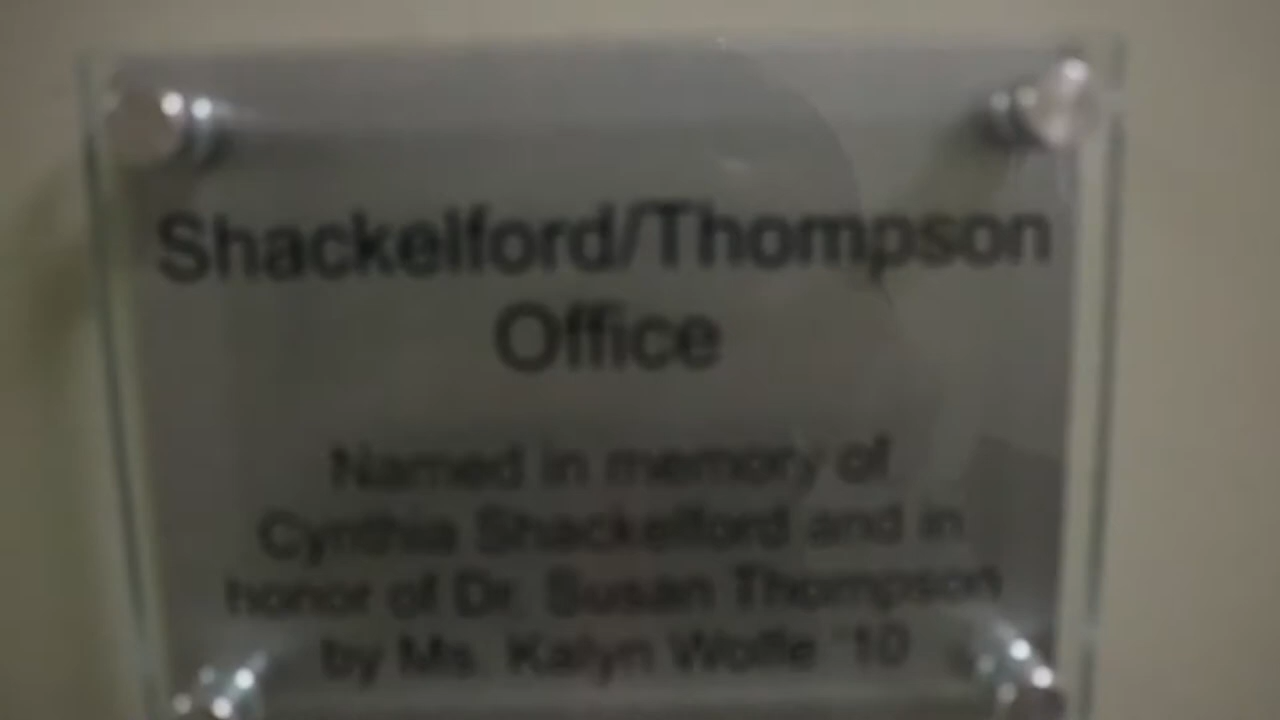 Shackelford/Thompson
Office
Named in memory of
Cynthia Shackelford and in
honor of Dr. Susan Thompson
by Ms. Kalyn Wolfe '10